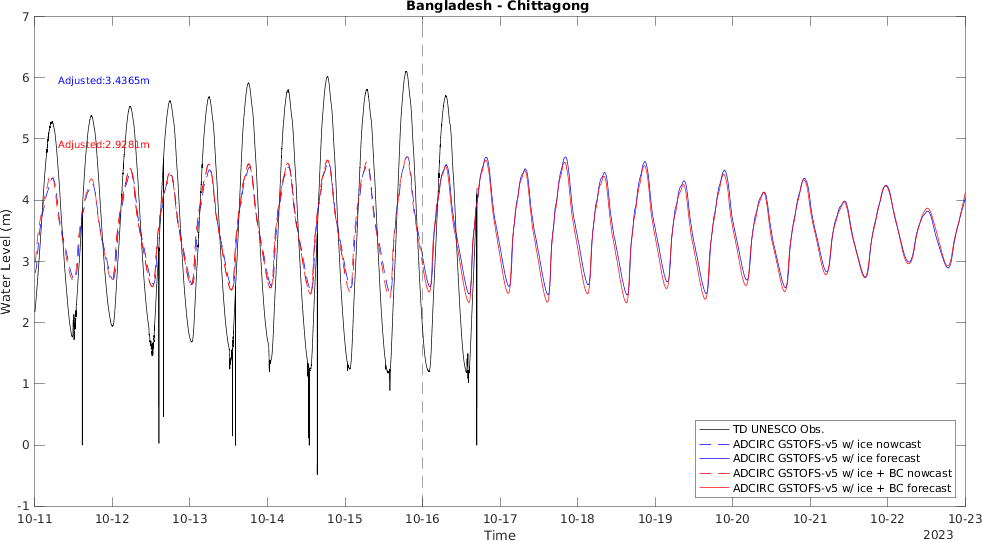 Bangladesh - Chittagong
7
6
5
4
3
2
1
0
-1
Water Level (m)
Adjusted:3.4365m
Adjusted:2.9281m
TD UNESCO Obs.
ADCIRC GSTOFS-v5 w/ ice nowcast
ADCIRC GSTOFS-v5 w/ ice forecast
ADCIRC GSTOFS-v5 w/ ice + BC nowcast
ADCIRC GSTOFS-v5 w/ ice + BC forecast
10-11 10-12 10-13 10-14 10-15 10-16 10-17 10-18 10-19 10-20 10-21 10-22 10-23
Time
2023